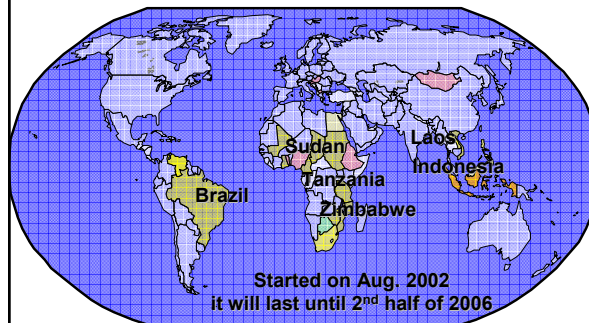 Laos
Sudan
Indonesia
Tanzania
Brazil
Zimbabwe
Started on Aug. 2002
it will last until 2nd half of 2006